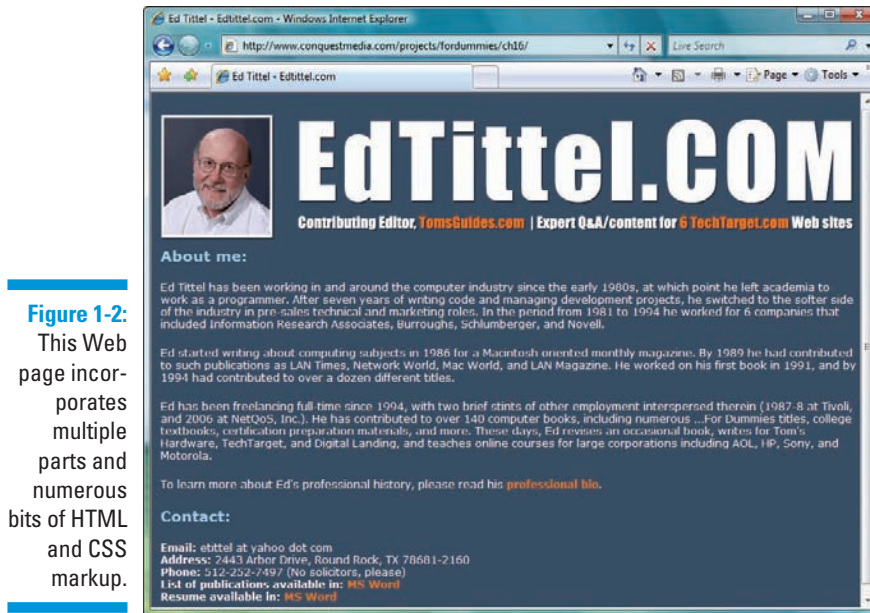 Ed Tittel - Edtittel.com - Windows Internet Explorer
http://www.conquestmedia.com/projects/fordummies/ch16/
Live Search
Ed Tittel - Edtittel.com
Page
Tools
EdTittel.COM
Contributing Editor, TomsGuides.com | Expert Q&A/content for 6 TechTarget.com Web sites
About me:
Ed Tittel has been working in and around the computer industry since the early 1980s, at which point he left academia to
work as a programmer. After seven years of writing code and managing development projects, he switched to the softer side
of the industry in pre-sales technical and marketing roles. In the period from 1981 to 1994 he worked for 6 companies that
included Information Research Associates, Burroughs, Schlumberger, and Novell.
Ed started writing about computing subjects in 1986 for a Macintosh oriented monthly magazine. By 1989 he had contributed
to such publications as LAN Times, Network World, Mac World, and LAN Magazine. He worked on his first book in 1991, and by
1994 had contributed to over a dozen different titles.
Ed has been freelancing full-time since 1994, with two brief stints of other employment interspersed therein (1987-8 at Tivoli,
and 2006 at NetQoS, Inc.). He has contributed to over 140 computer books, including numerous ...For Dummies titles, college
textbooks, certification preparation materials, and more. These days, Ed revises an occasional book, writes for Tom's
Hardware, TechTarget, and Digital Landing, and teaches online courses for large corporations including AOL, HP, Sony, and
Motorola.
To learn more about Ed's professional history, please read his professional bio.
Contact:
Email: etittel at yahoo dot com
Address: 2443 Arbor Drive, Round Rock, TX 78681-2160
Phone: 512-252-7497 (No solicitors, please)
List of publications available in: MS Word
Resume available in: MS Word
Figure 1-2:
This Web
page incor-
porates
multiple
parts and
numerous
bits of HTML
and CSS
markup.